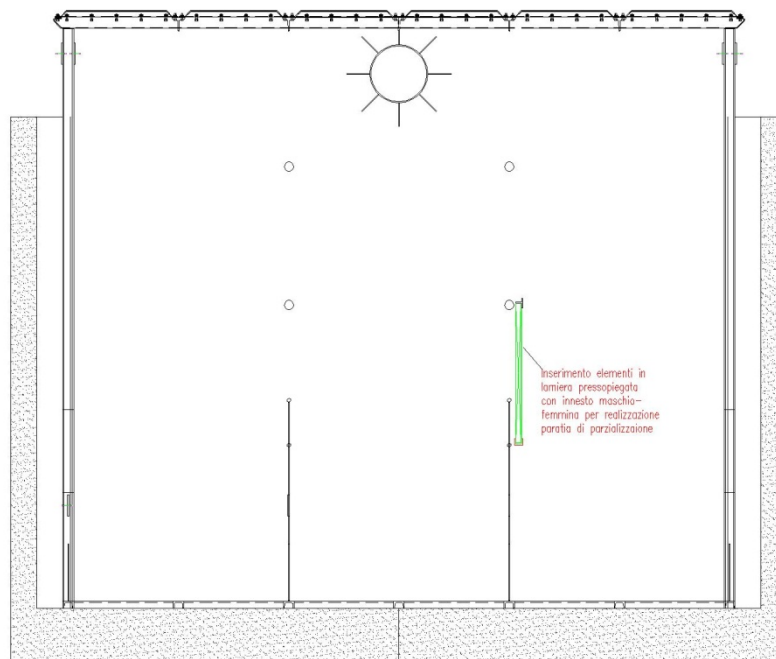 Inserimento elementi in
lamiera pressopiegata
con innesto maschio-
femmina per realizzazione
paratia di parzializzaione